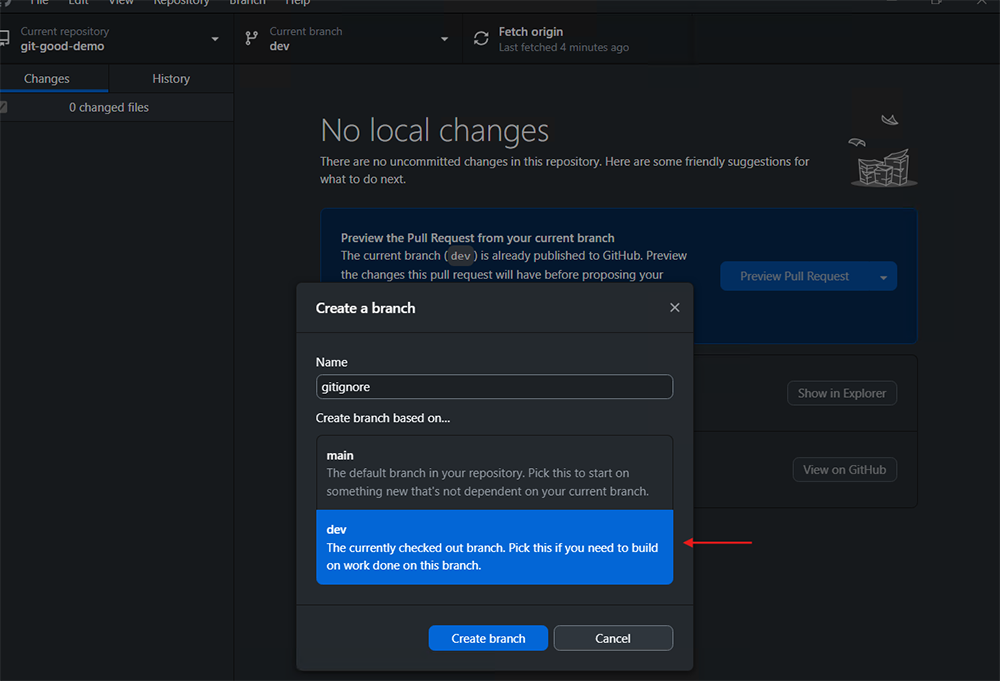 File Edit View Repository Branch Help
Current repository
git-good-demo
Current branch
dev
Fetch origin
Last fetched 4 minutes ago
Changes History
0 changed files
No local changes
There are no uncommitted changes in this repository. Here are some friendly suggestions for
what to do next.
Preview the Pull Request from your current branch
The current branch (dev) is already published to GitHub. Preview
the changes this pull request will have before proposing your
Preview Pull Request
Create a branch
Name
gitignore
Create branch based on...
main
The default branch in your repository. Pick this to start on
something new that's not dependent on your current branch.
dev
The currently checked out branch. Pick this if you need to build
on work done on this branch.
Create branch Cancel
Show in Explorer
View on GitHub